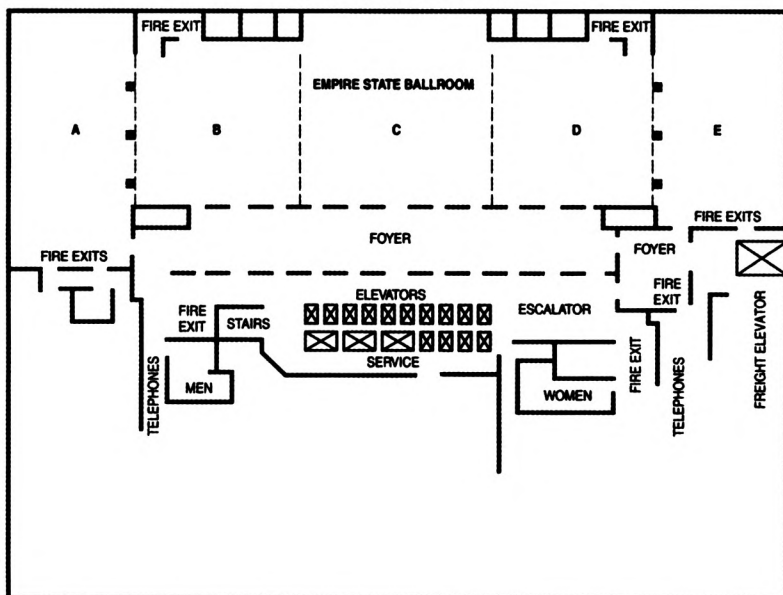 FIRE EXIT
FIRE EXIT
EMPIRE STATE BALLROOM
A
B
C
D
E
FIRE EXITS
FOYER
FOYER
FIRE EXITS
FIRE
EXIT
ELEVATORS
FIRE
EXIT
STAIRS
ESCALATOR
SERVICE
TELEPHONES
MEN
WOMEN
FIRE EXIT
TELEPHONES
FREIGHT ELEVATOR